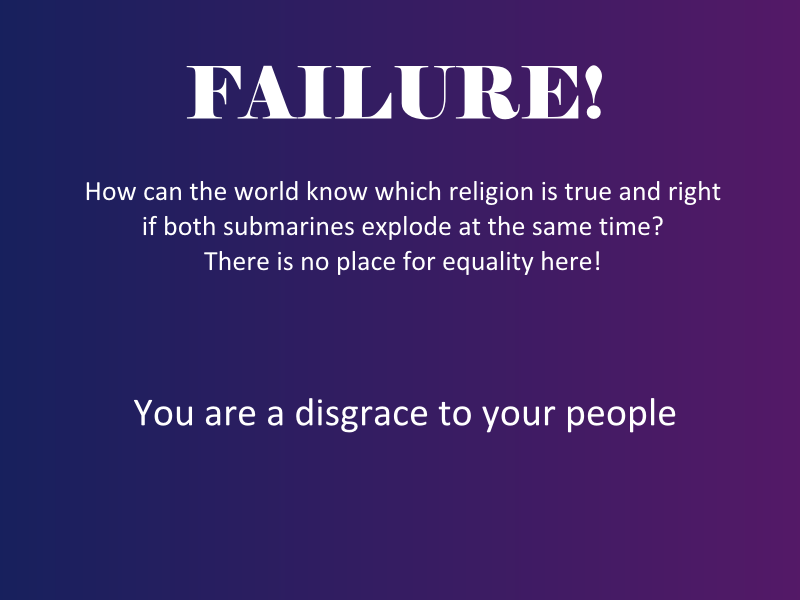 FAILURE!
How can the world know which religion is true and right
if both submarines explode at the same time?
There is no place for equality here!
You are a disgrace to your people